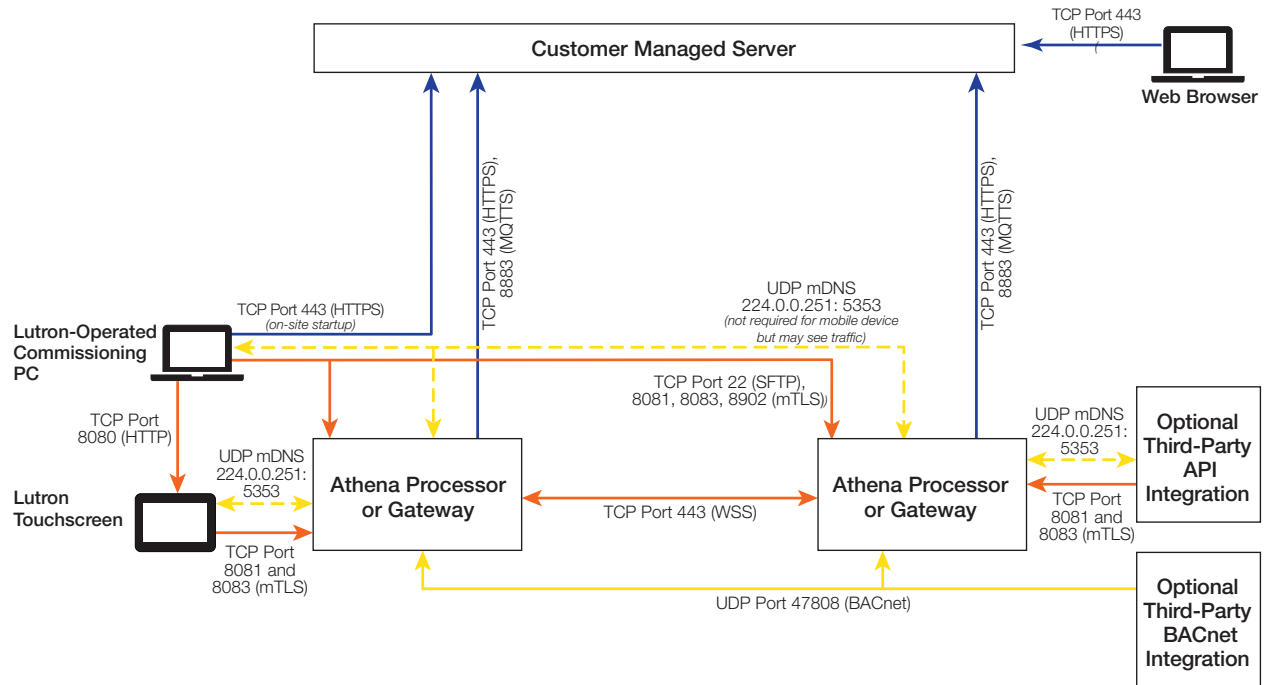 TCP Port 443
(HTTPS)
(
Customer Managed Server
Web Browser
TCP Port 443 (HTTPS),
8883 (MQTTS)
TCP Port 443 (HTTPS),
8883 (MQTTS)
UDP mDNS
224.0.0.251: 5353
(not required for mobile device
but may see traffic)
TCP Port 443 (HTTPS)
(on-site startup)
Lutron-Operated
Commissioning
PC
TCP Port 22 (SFTP),
8081, 8083, 8902 (mTLS))
TCP Port
8080 (HTTP)
UDP mDNS
224.0.0.251:
5353
UDP mDNS
224.0.0.251:
5353
Optional
Third-Party
API
Integration
Athena Processor
or Gateway
Athena Processor
or Gateway
Lutron
Touchscreen
TCP Port 443 (WSS)
TCP Port
8081 and
8083 (mTLS)
TCP Port
8081 and
8083 (mTLS)
UDP Port 47808 (BACnet)
Optional
Third-Party
BACnet
Integration